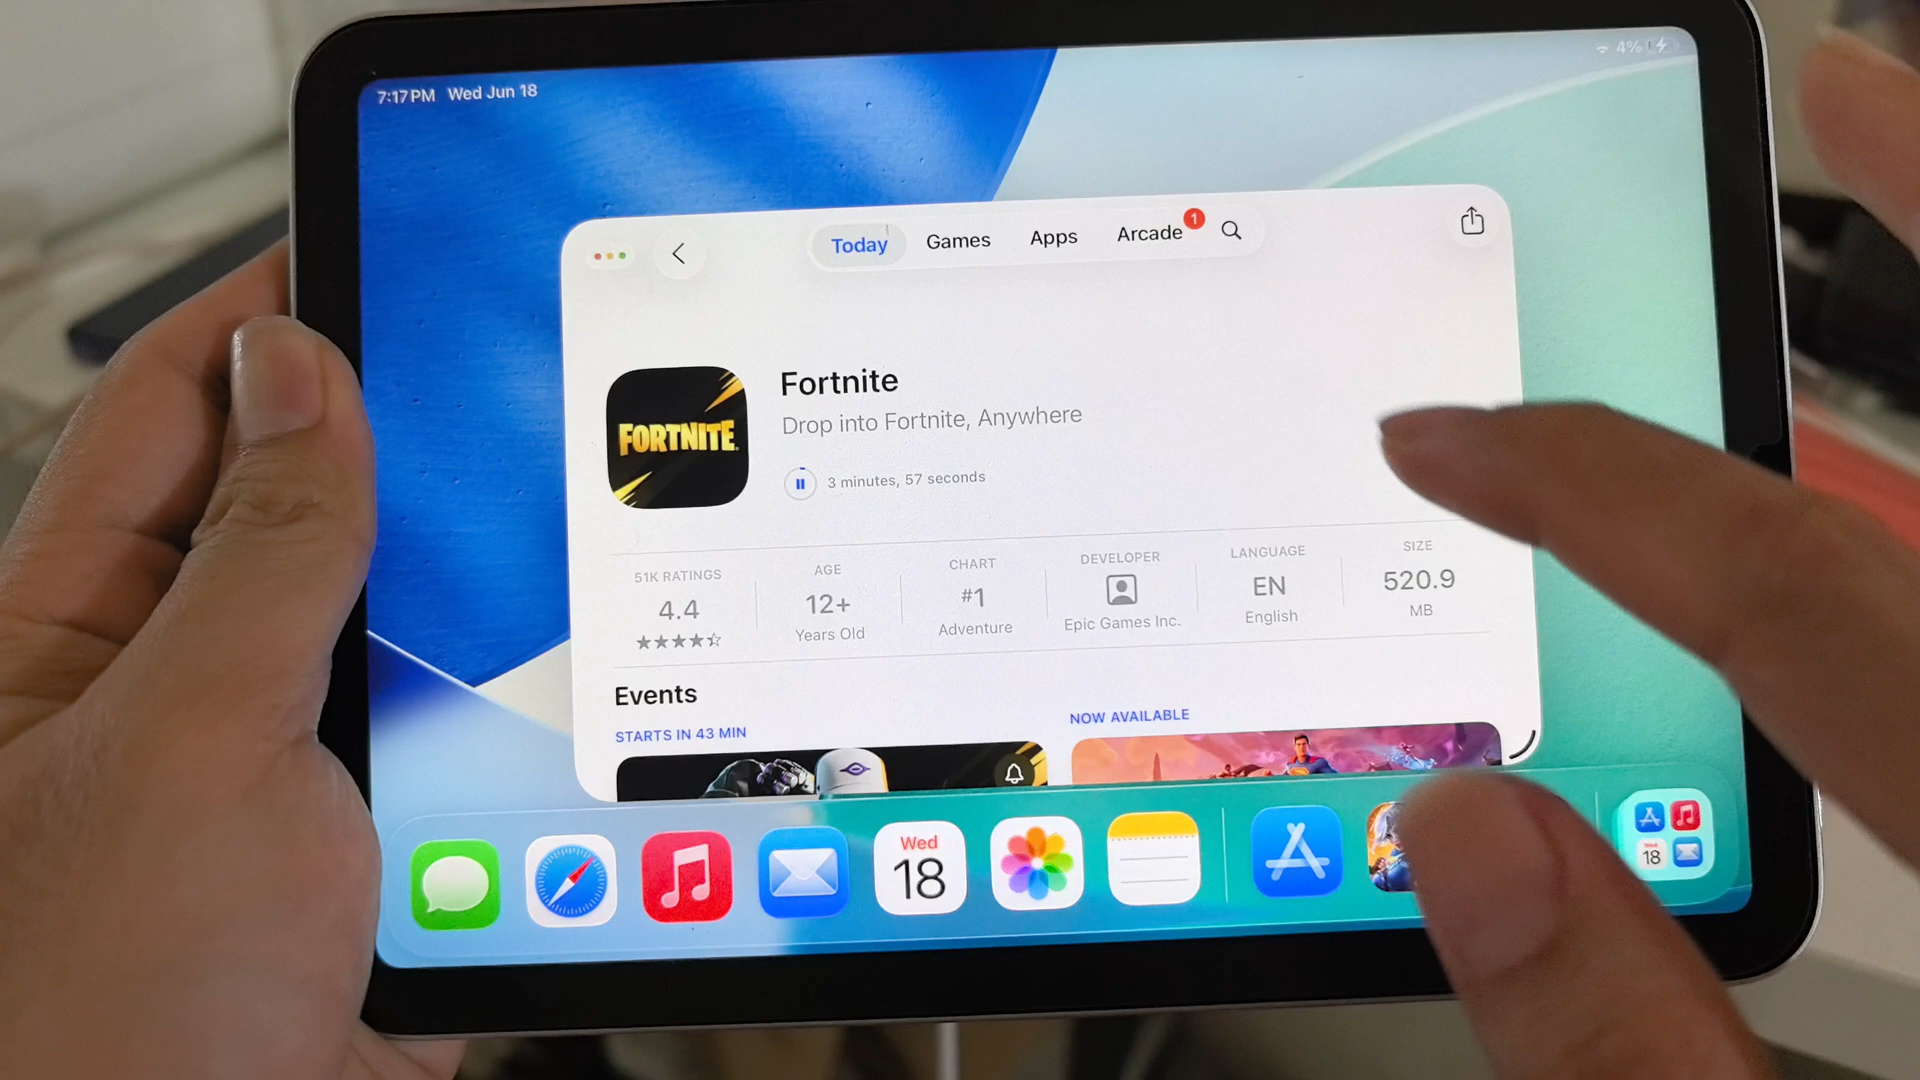 7:17 PM Wed Jun 18
4%
Today
Games
Apps
Arcade
1
FORTNITE
Fortnite
Drop into Fortnite, Anywhere
3 minutes, 57 seconds
51K RATINGS
4.4
AGE
12+
Years Old
CHART
#1
Adventure
DEVELOPER
Epic Games Inc.
LANGUAGE
EN
English
SIZE
520.9
MB
Events
STARTS IN 43 MIN
NOW AVAILABLE
Wed
18
Wed
18